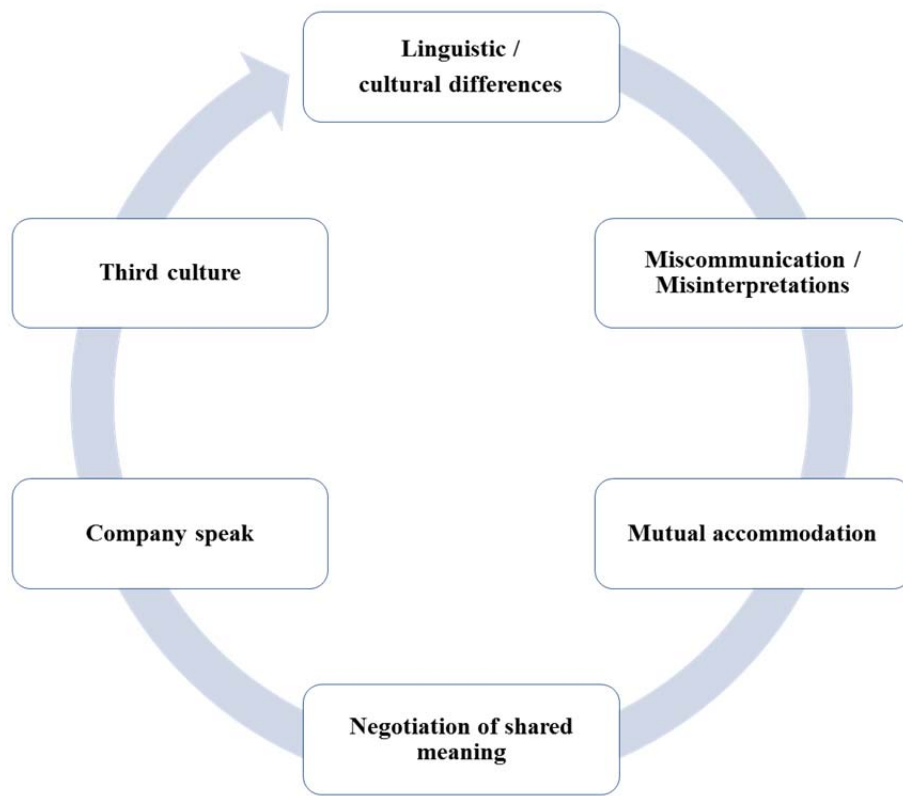 Linguistic /
cultural differences
Miscommunication /
Misinterpretations
Mutual accommodation
Negotiation of shared
meaning
Company speak
Third culture